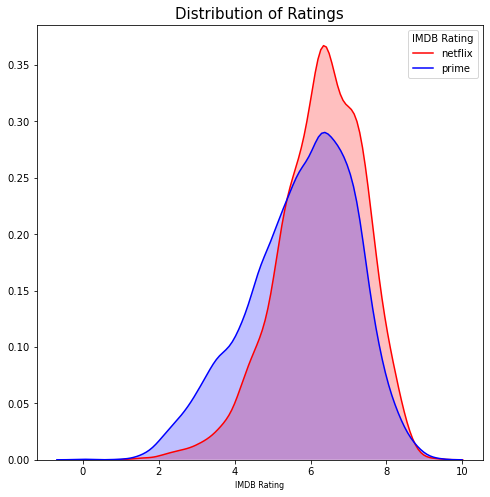 Distribution of Ratings
IMDB Rating
netflix
prime
0.35
0.30
0.25
0.20
0.15
0.10
0.05
0.00
0 2 4 6 8 10
IMDB Rating